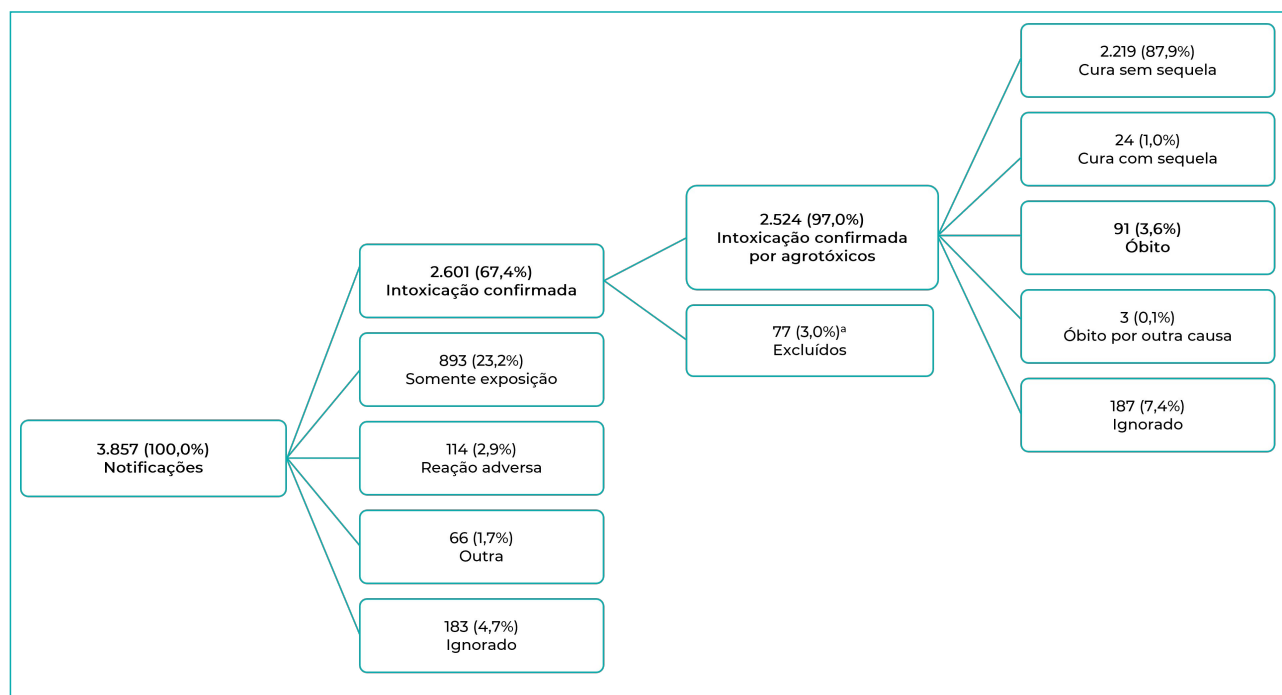 3.857 (100,0%)
Notificações
2.601 (67,4%)
Intoxicação confirmada
893 (23,2%)
Somente exposição
114 (2,9%)
Reação adversa
66 (1,7%)
Outra
183 (4,7%)
Ignorado
2.524 (97,0%)
Intoxicação confirmada
por agrotóxicos
77 (3,0%)ᵃ
Excluídos
2.219 (87,9%)
Cura sem sequela
24 (1,0%)
Cura com sequela
91 (3,6%)
Óbito
3 (0,1%)
Óbito por outra causa
187 (7,4%)
Ignorado